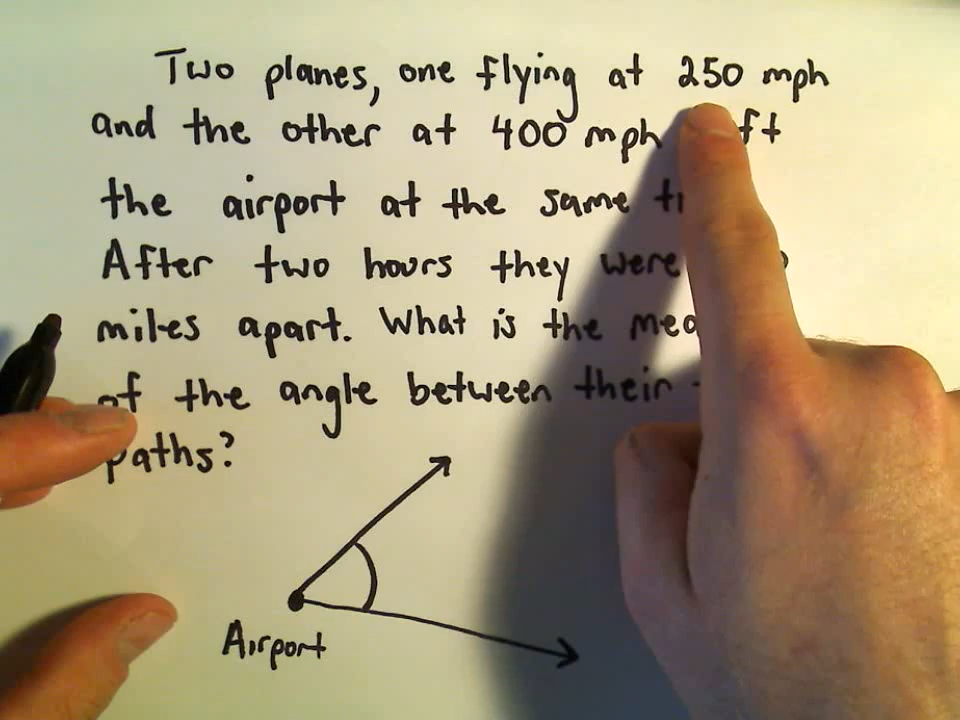 Two planes, one flying at 250 mph
and the other at 400 mph
the airport at the same
After two hours they were
miles apart. What is the
of the angle between their
paths?
Airport